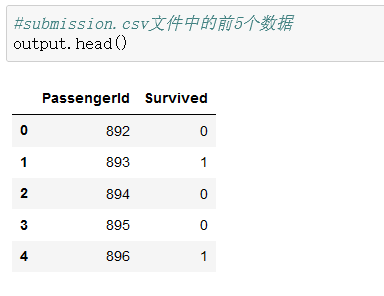 #submission.csv文件中的前5个数据
output.head()
PassengerId Survived
0 892 0
1 893 1
2 894 0
3 895 0
4 896 1